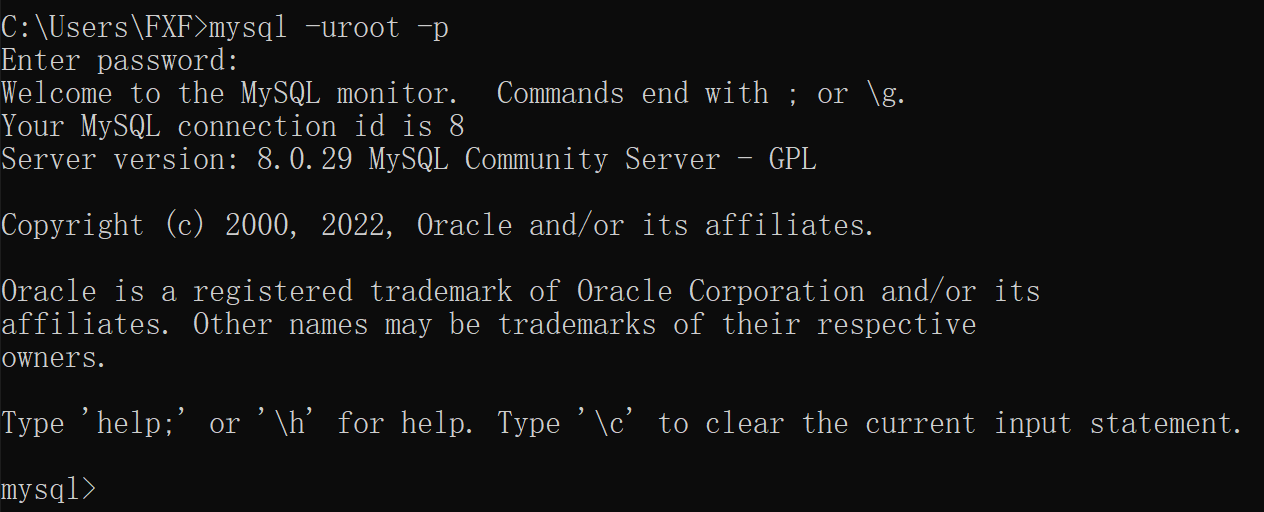 C:\Users\FXF>mysql -uroot -p
Enter password:
Welcome to the MySQL monitor.  Commands end with ; or \g.
Your MySQL connection id is 8
Server version: 8.0.29 MySQL Community Server - GPL

Copyright (c) 2000, 2022, Oracle and/or its affiliates.

Oracle is a registered trademark of Oracle Corporation and/or its
affiliates. Other names may be trademarks of their respective
owners.

Type 'help;' or '\h' for help. Type '\c' to clear the current input statement.

mysql>